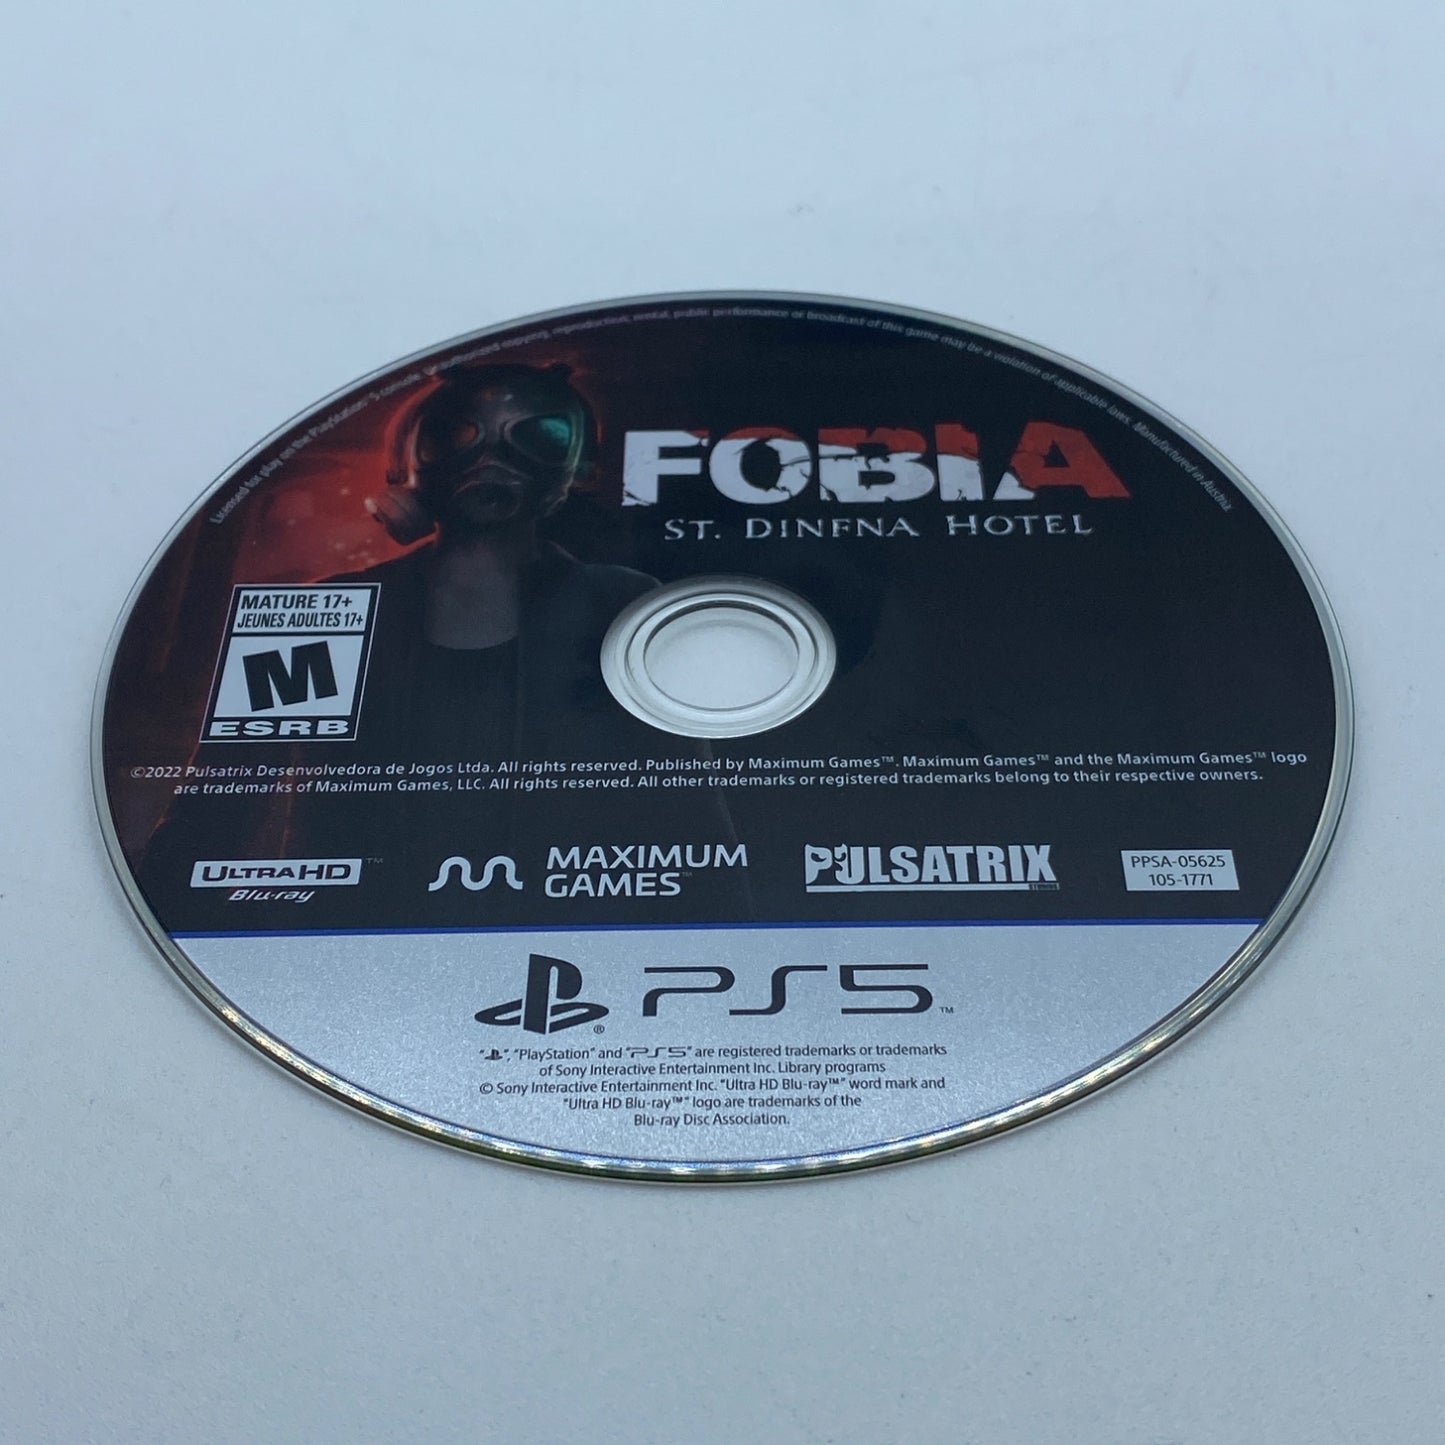 Licensed for play on the PlayStation™5 console. Unauthorized copying, reproduction, rental, public performance or broadcast of this game may be a violation of applicable laws. Manufactured in Austria.
FOBIA
ST. DINFNA HOTEL
MATURE 17+
JEUNES ADULTES 17+
M
ESRB
©2022 Pulsatrix Desenvolvedora de Jogos Ltda. All rights reserved. Published by Maximum Games™. Maximum Games™ and the Maximum Games™ logo
are trademarks of Maximum Games, LLC. All rights reserved. All other trademarks or registered trademarks belong to their respective owners.
ULTRA HD™
Blu-ray
MAXIMUM
GAMES™
PULSATRIX
STUDIOS
PPSA-05625
105-1771
® PS5™
" ", "PlayStation" and "PS5" are registered trademarks or trademarks
of Sony Interactive Entertainment Inc. Library programs
© Sony Interactive Entertainment Inc. "Ultra HD Blu-ray™" word mark and
"Ultra HD Blu-ray™" logo are trademarks of the
Blu-ray Disc Association.